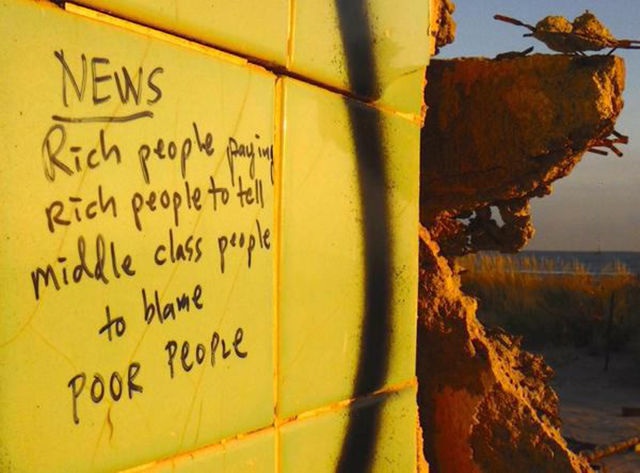 NEWS
Rich people paying
Rich people to tell
middle class people
to blame
POOR PEOPLE